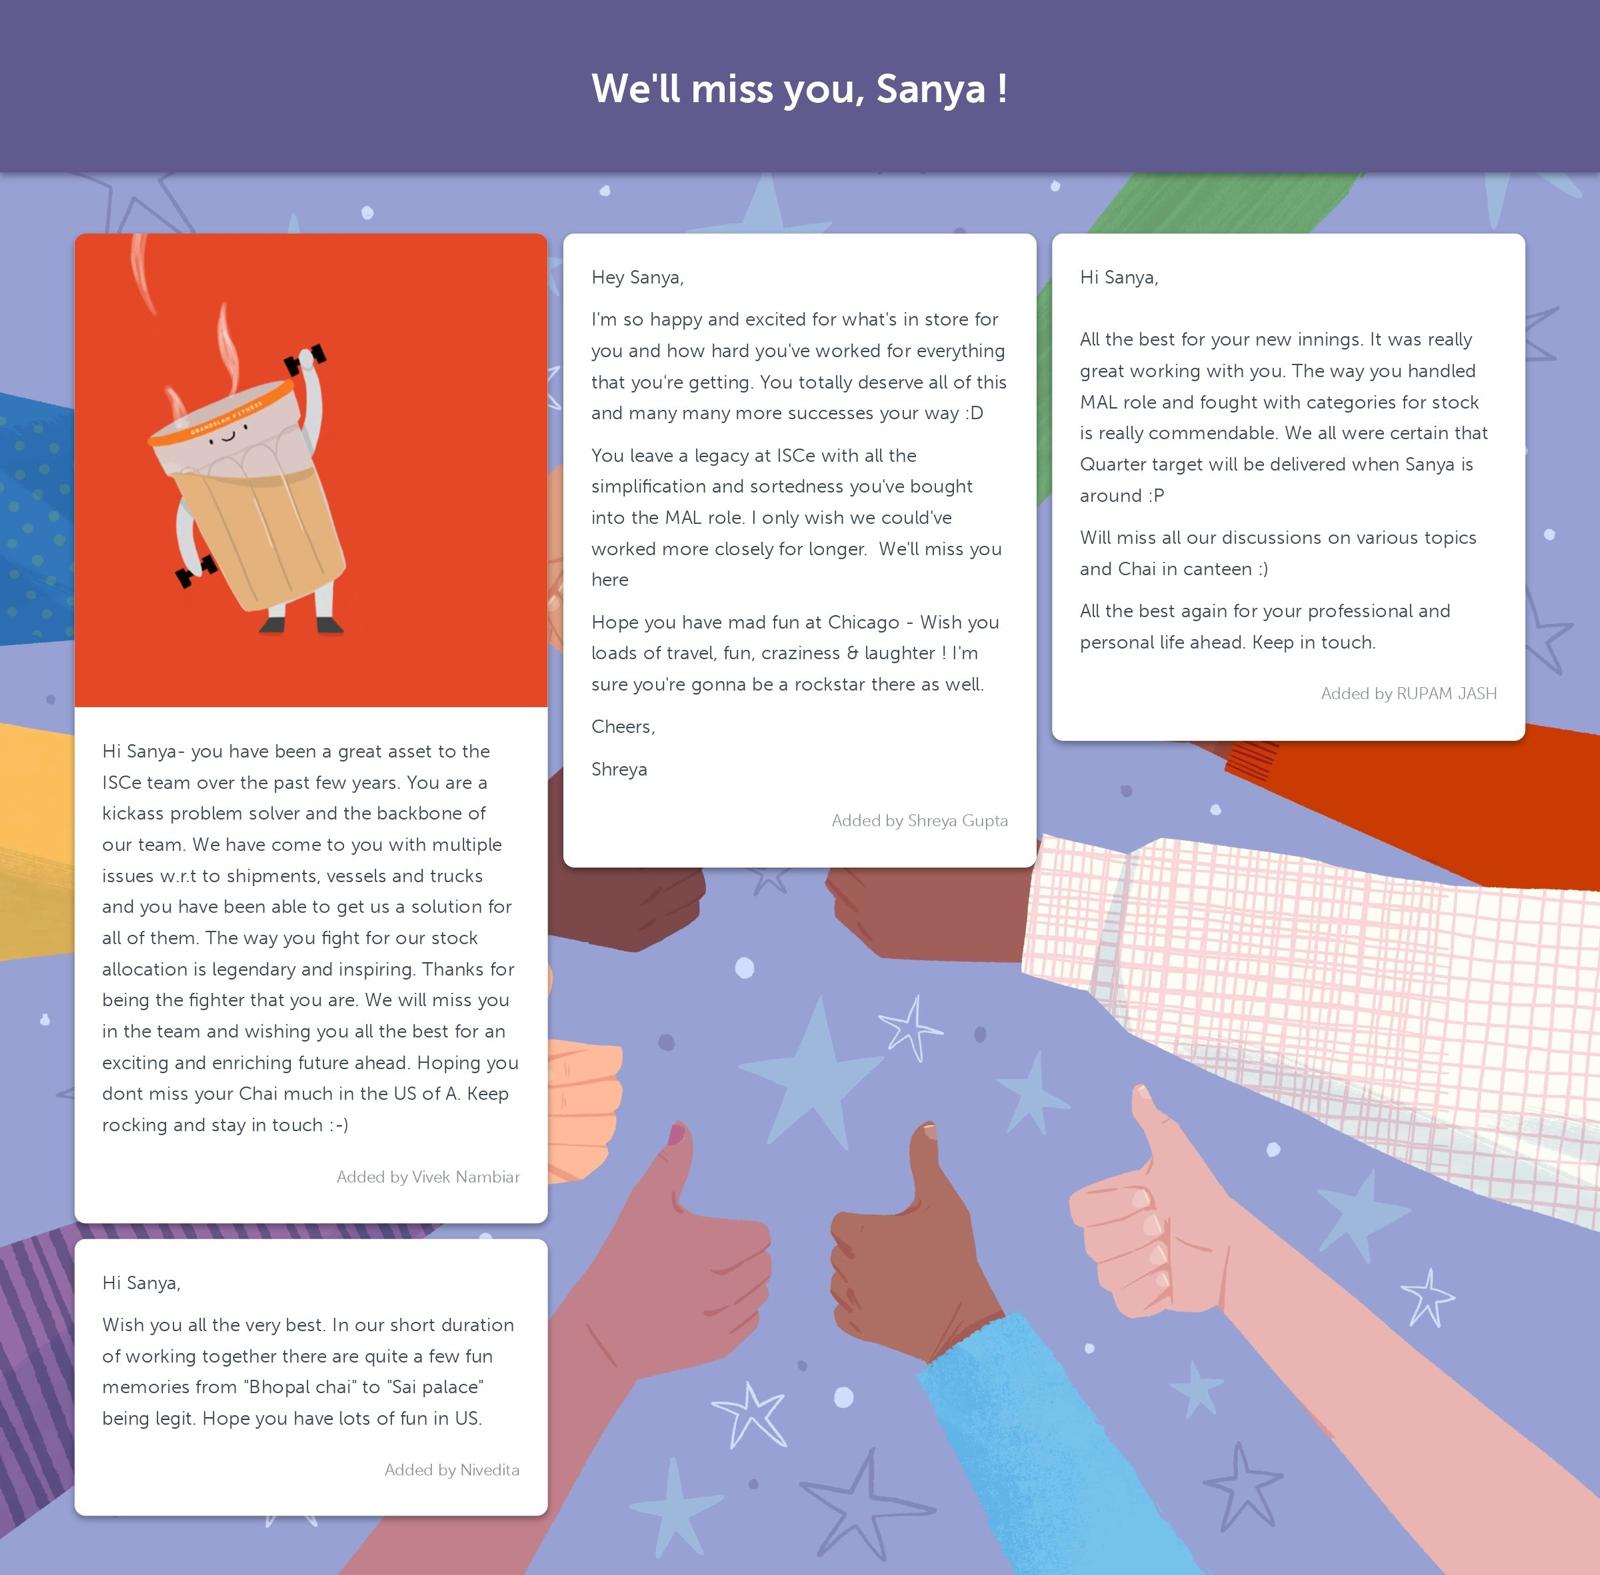 We'll miss you, Sanya !
GRANDSLAM FITNESS
Hi Sanya- you have been a great asset to the
ISCe team over the past few years. You are a
kickass problem solver and the backbone of
our team. We have come to you with multiple
issues w.r.t to shipments, vessels and trucks
and you have been able to get us a solution for
all of them. The way you fight for our stock
allocation is legendary and inspiring. Thanks for
being the fighter that you are. We will miss you
in the team and wishing you all the best for an
exciting and enriching future ahead. Hoping you
dont miss your Chai much in the US of A. Keep
rocking and stay in touch :-)
Added by Vivek Nambiar
Hi Sanya,
Wish you all the very best. In our short duration
of working together there are quite a few fun
memories from "Bhopal chai" to "Sai palace"
being legit. Hope you have lots of fun in US.
Added by Nivedita
Hey Sanya,
I'm so happy and excited for what's in store for
you and how hard you've worked for everything
that you're getting. You totally deserve all of this
and many many more successes your way :D
You leave a legacy at ISCe with all the
simplification and sortedness you've bought
into the MAL role. I only wish we could've
worked more closely for longer.  We'll miss you
here
Hope you have mad fun at Chicago - Wish you
loads of travel, fun, craziness & laughter ! I'm
sure you're gonna be a rockstar there as well.
Cheers,
Shreya
Added by Shreya Gupta
Hi Sanya,
All the best for your new innings. It was really
great working with you. The way you handled
MAL role and fought with categories for stock
is really commendable. We all were certain that
Quarter target will be delivered when Sanya is
around :P
Will miss all our discussions on various topics
and Chai in canteen :)
All the best again for your professional and
personal life ahead. Keep in touch.
Added by RUPAM JASH